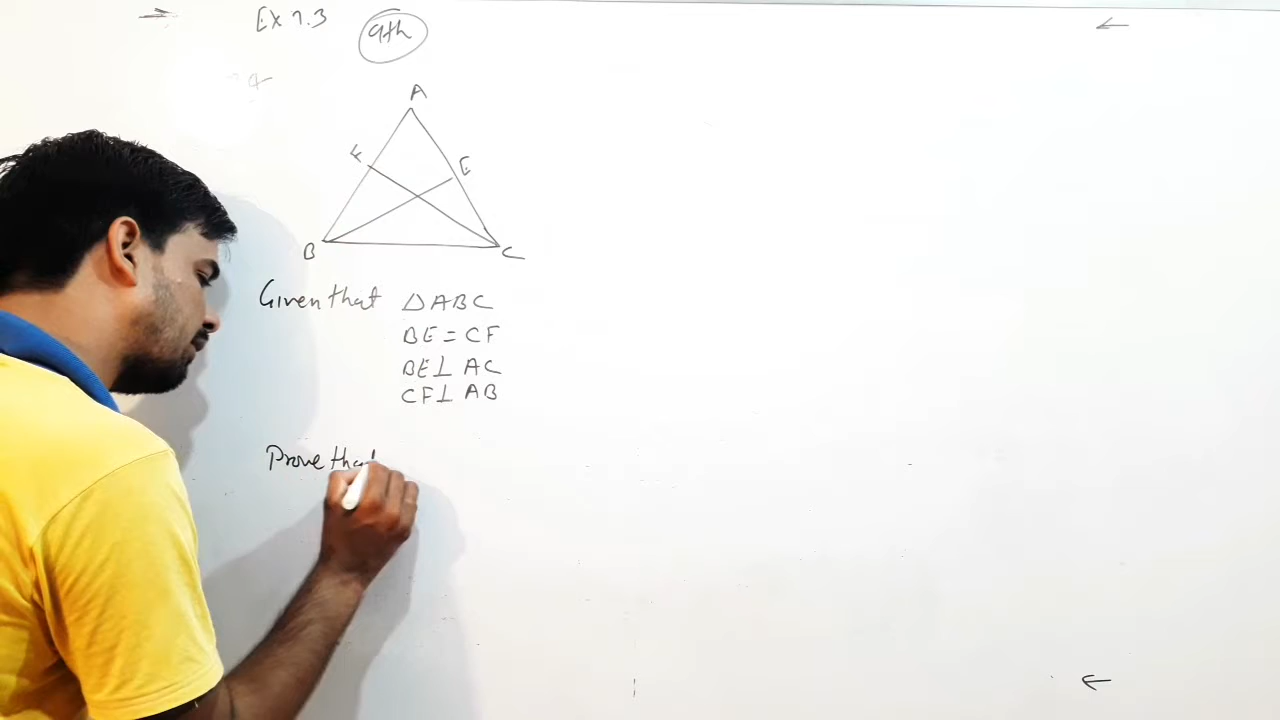 Ex 7.3 9th
A
F E
B C
Given that △ABC
BE = CF
BE ⊥ AC
CF ⊥ AB
Prove that